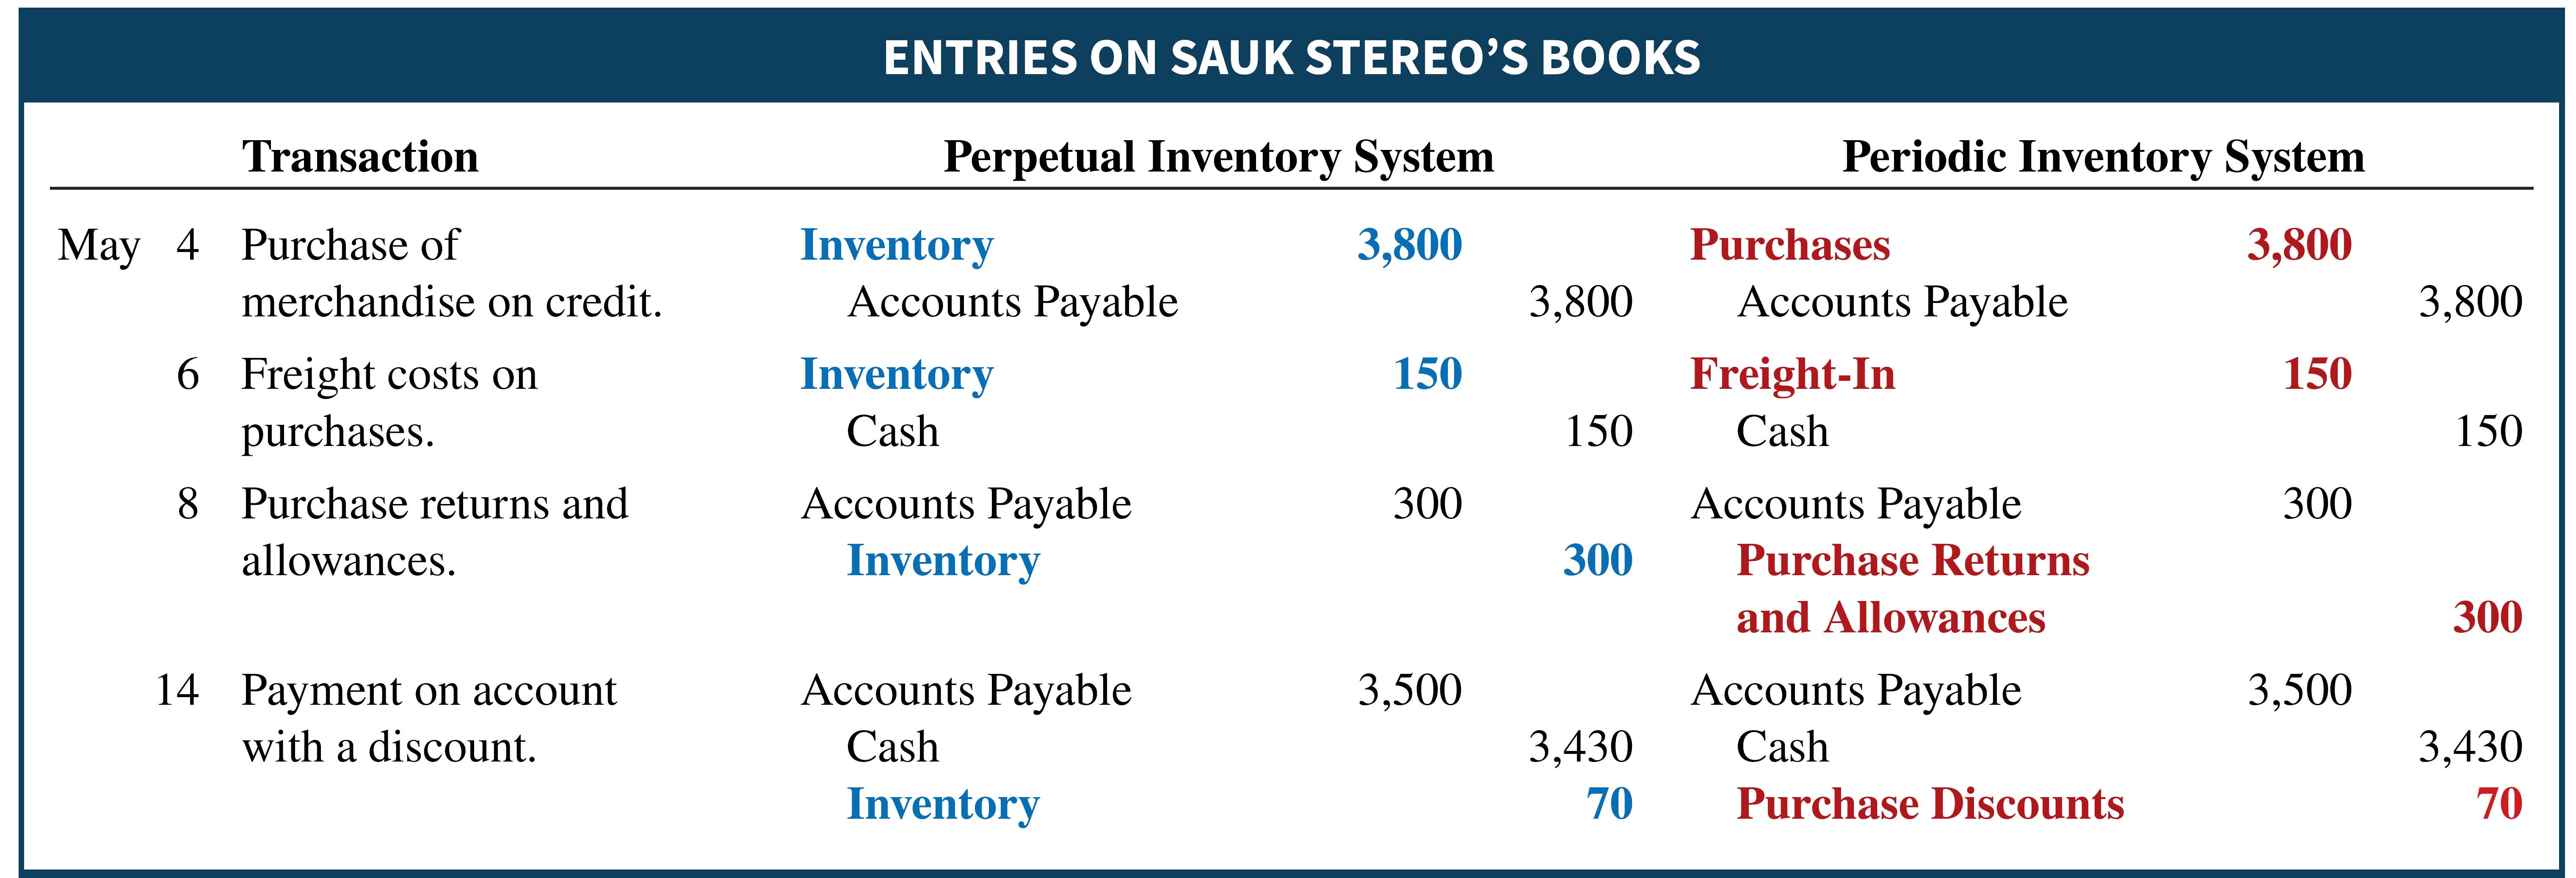 ENTRIES ON SAUK STEREO’S BOOKS
Transaction Perpetual Inventory System Periodic Inventory System
May 4 Purchase of Inventory 3,800 Purchases 3,800
merchandise on credit. Accounts Payable 3,800 Accounts Payable 3,800
6 Freight costs on Inventory 150 Freight-In 150
purchases. Cash 150 Cash 150
8 Purchase returns and Accounts Payable 300 Accounts Payable 300
allowances. Inventory 300 Purchase Returns
and Allowances 300
14 Payment on account Accounts Payable 3,500 Accounts Payable 3,500
with a discount. Cash 3,430 Cash 3,430
Inventory 70 Purchase Discounts 70